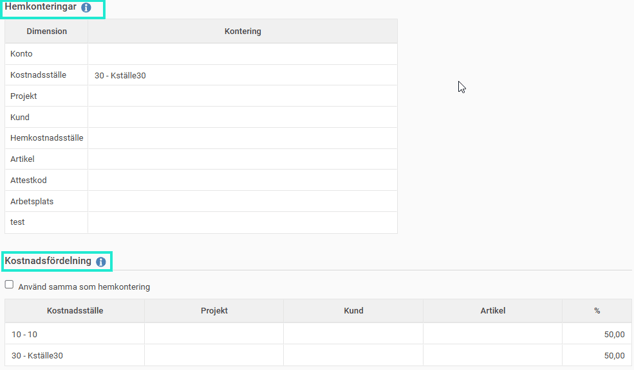 Hemkonteringar
Dimension Kontering
Konto
Kostnadsställe 30 - Kställe30
Projekt
Kund
Hemkostnadsställe
Artikel
Attestkod
Arbetsplats
test
Kostnadsfördelning
Använd samma som hemkontering
Kostnadsställe Projekt Kund Artikel %
10 - 10 50,00
30 - Kställe30 50,00